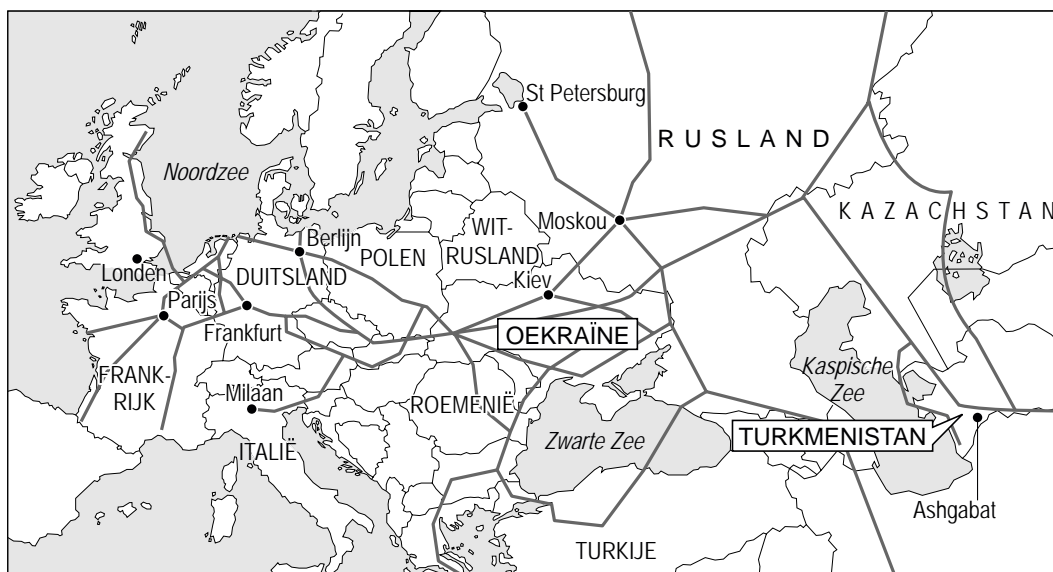 St Petersburg
RUSLAND
Noordzee
Moskou
KAZACHSTAN
WIT-
RUSLAND
Berlijn
POLEN
Londen
DUITSLAND
Kiev
Parijs
Frankfurt
OEKRAÏNE
FRANK-
RIJK
Milaan
ROEMENIË
Kaspische
Zee
ITALIË
Zwarte Zee
TURKMENISTAN
Ashgabat
TURKIJE